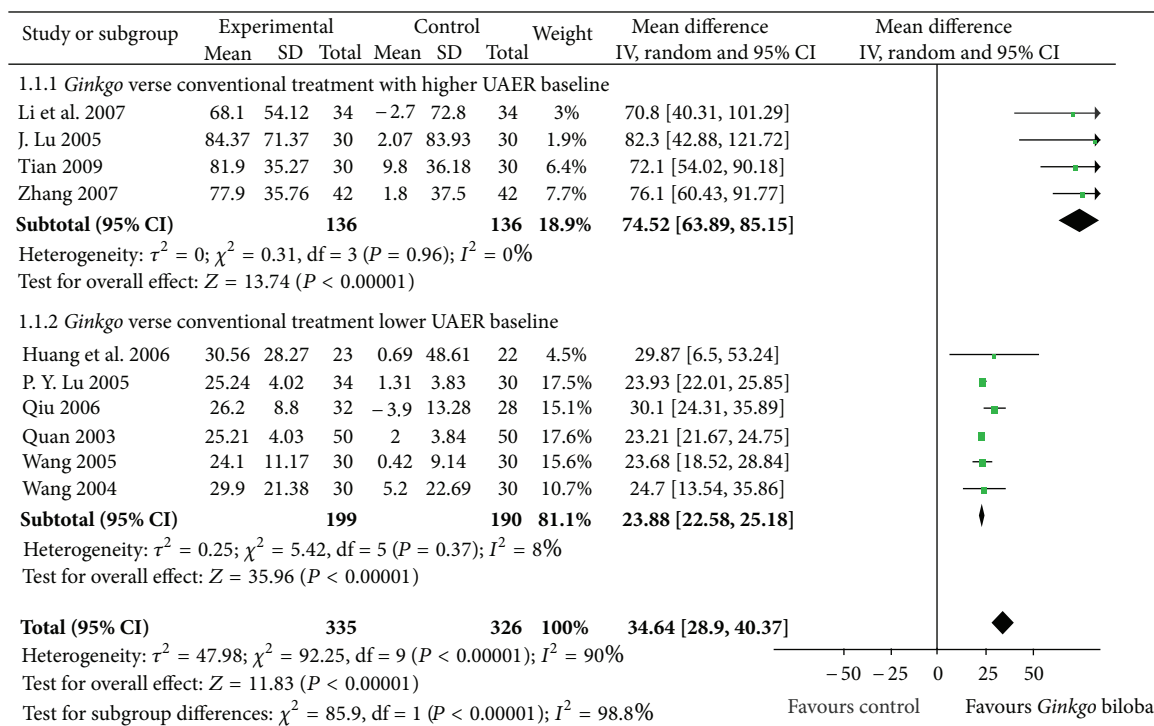 Study or subgroup Experimental Control Weight Mean difference Mean difference
Mean SD Total Mean SD Total IV, random and 95% CI IV, random and 95% CI
1.1.1 Ginkgo verse conventional treatment with higher UAER baseline
Li et al. 2007 68.1 54.12 34 −2.7 72.8 34 3% 70.8 [40.31, 101.29]
J. Lu 2005 84.37 71.37 30 2.07 83.93 30 1.9% 82.3 [42.88, 121.72]
Tian 2009 81.9 35.27 30 9.8 36.18 30 6.4% 72.1 [54.02, 90.18]
Zhang 2007 77.9 35.76 42 1.8 37.5 42 7.7% 76.1 [60.43, 91.77]
Subtotal (95% CI) 136 136 18.9% 74.52 [63.89, 85.15]
Heterogeneity: τ² = 0; χ² = 0.31, df = 3 (P = 0.96); I² = 0%
Test for overall effect: Z = 13.74 (P < 0.00001)
1.1.2 Ginkgo verse conventional treatment lower UAER baseline
Huang et al. 2006 30.56 28.27 23 0.69 48.61 22 4.5% 29.87 [6.5, 53.24]
P. Y. Lu 2005 25.24 4.02 34 1.31 3.83 30 17.5% 23.93 [22.01, 25.85]
Qiu 2006 26.2 8.8 32 −3.9 13.28 28 15.1% 30.1 [24.31, 35.89]
Quan 2003 25.21 4.03 50 2 3.84 50 17.6% 23.21 [21.67, 24.75]
Wang 2005 24.1 11.17 30 0.42 9.14 30 15.6% 23.68 [18.52, 28.84]
Wang 2004 29.9 21.38 30 5.2 22.69 30 10.7% 24.7 [13.54, 35.86]
Subtotal (95% CI) 199 190 81.1% 23.88 [22.58, 25.18]
Heterogeneity: τ² = 0.25; χ² = 5.42, df = 5 (P = 0.37); I² = 8%
Test for overall effect: Z = 35.96 (P < 0.00001)
Total (95% CI) 335 326 100% 34.64 [28.9, 40.37]
Heterogeneity: τ² = 47.98; χ² = 92.25, df = 9 (P < 0.00001); I² = 90%
Test for overall effect: Z = 11.83 (P < 0.00001)
Test for subgroup differences: χ² = 85.9, df = 1 (P < 0.00001); I² = 98.8%
−50 −25 0 25 50
Favours control Favours Ginkgo biloba